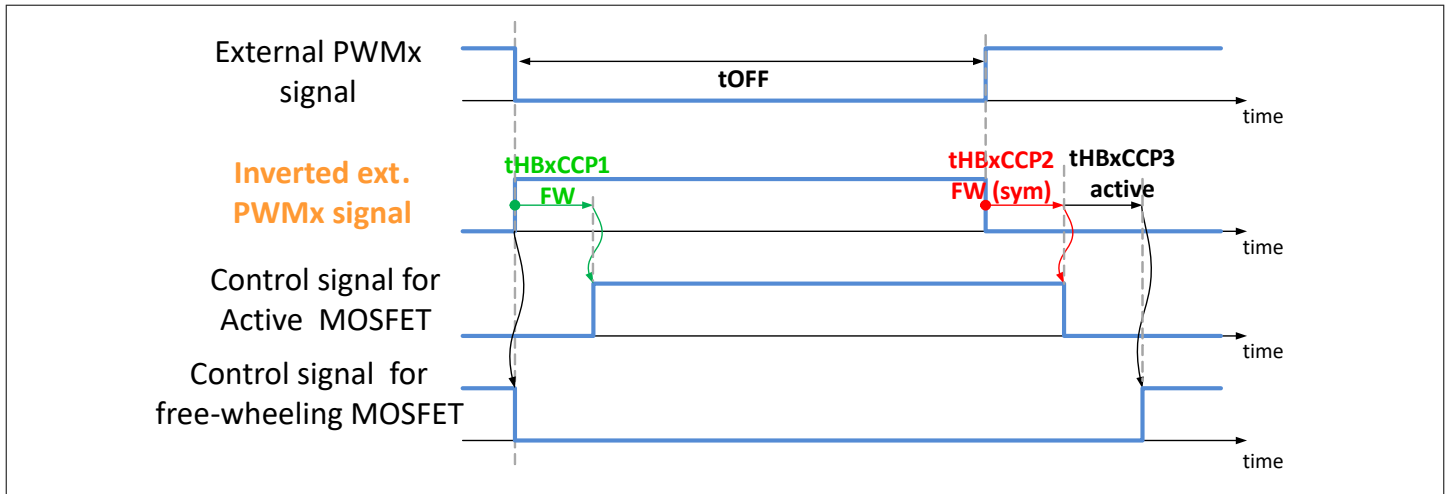 External PWMx
signal
tOFF
time
Inverted ext.
PWMx signal
tHBxCCP1
FW
tHBxCCP2
FW (sym)
tHBxCCP3
active
time
Control signal for
Active MOSFET
time
Control signal for
free-wheeling MOSFET
time